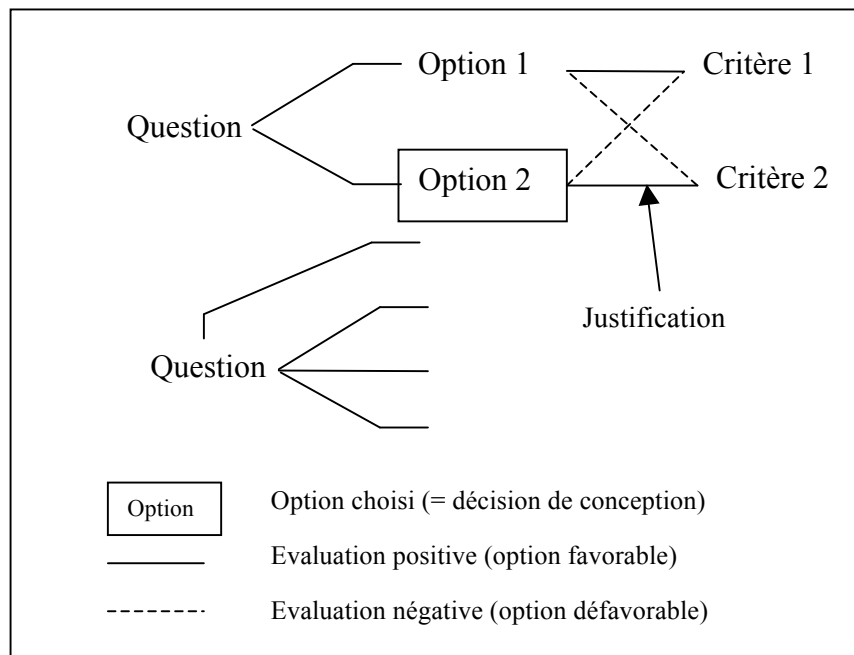 Option 1
Critère 1
Question
Option 2
Critère 2
Justification
Question
Option
Option choisi (= décision de conception)
Evaluation positive (option favorable)
Evaluation négative (option défavorable)